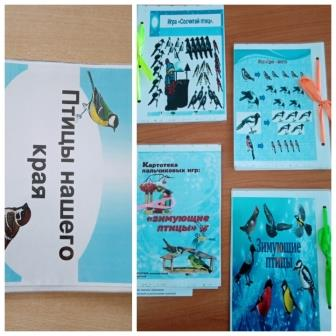 Птицы нашего
края
Игра «Сосчитай птиц».
Картотека
пальчиковых игр:
«зимующие
птицы»
Зимующие
птицы